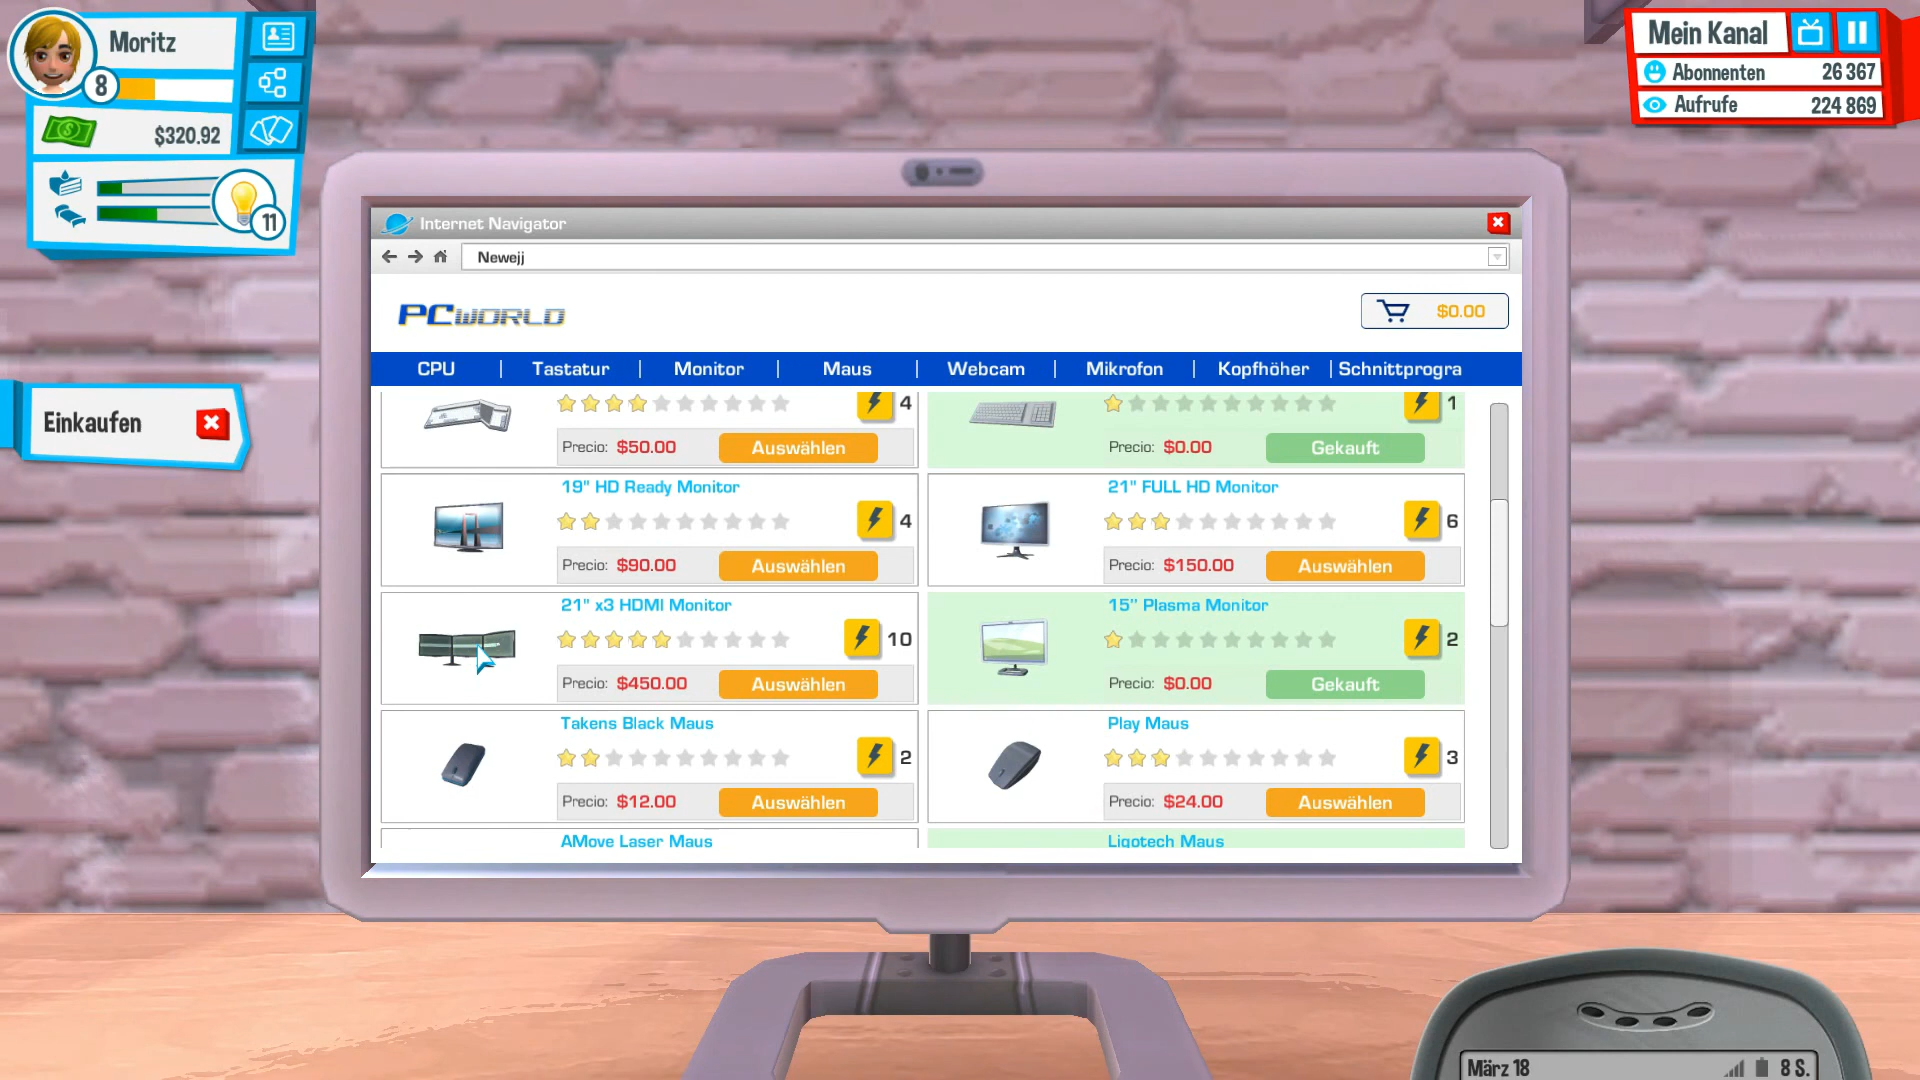 Moritz
8
$320.92
11
Mein Kanal
Abonnenten 26 367
Aufrufe 224 869
Einkaufen
Internet Navigator
Newejj
PCWORLD
$0.00
CPU | Tastatur | Monitor | Maus | Webcam | Mikrofon | Kopfhöher | Schnittprogra
4
Precio: $50.00 Auswählen
1
Precio: $0.00 Gekauft
19" HD Ready Monitor
4
Precio: $90.00 Auswählen
21" FULL HD Monitor
6
Precio: $150.00 Auswählen
21" x3 HDMI Monitor
10
Precio: $450.00 Auswählen
15" Plasma Monitor
2
Precio: $0.00 Gekauft
Takens Black Maus
2
Precio: $12.00 Auswählen
Play Maus
3
Precio: $24.00 Auswählen
AMove Laser Maus
Ligotech Maus
März 18
8 S.